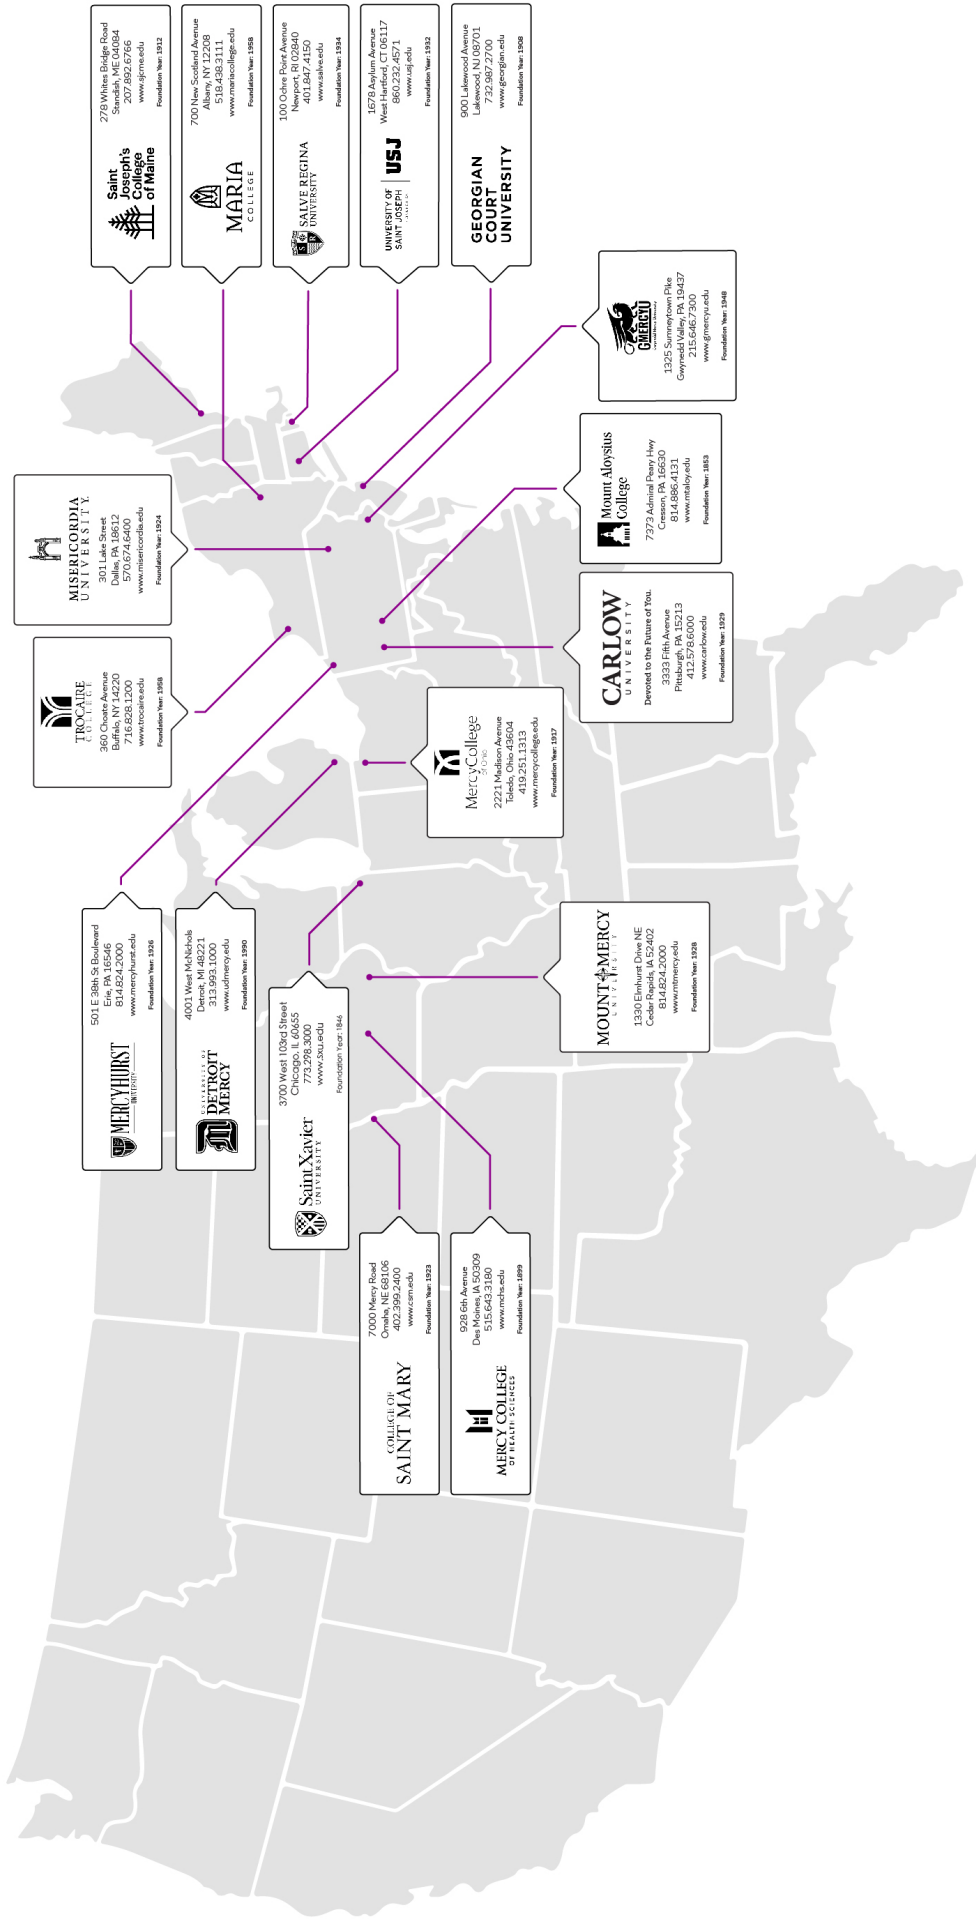 Saint
Joseph's
College
of Maine
278 Whites Bridge Road
Standish, ME 04084
207.892.6766
www.sjcme.edu
Foundation Year: 1912
MARIA
COLLEGE
700 New Scotland Avenue
Albany, NY 12208
518.438.3111
www.mariacollege.edu
Foundation Year: 1958
SALVE REGINA
UNIVERSITY
100 Ochre Point Avenue
Newport, RI 02840
401.847.4150
www.salve.edu
Foundation Year: 1934
UNIVERSITY OF
SAINT JOSEPH
USJ
1678 Asylum Avenue
West Hartford, CT 06117
860.232.4571
www.usj.edu
Foundation Year: 1932
GEORGIAN
COURT
UNIVERSITY
900 Lakewood Avenue
Lakewood, NJ 08701
732.987.2700
www.georgian.edu
Foundation Year: 1908
GMERCYU
1325 Sumneytown Pike
Gwynedd Valley, PA 19437
215.646.7300
www.gmercyu.edu
Foundation Year: 1948
Mount Aloysius
College
7373 Admiral Peary Hwy
Cresson, PA 16630
814.886.4131
www.mtaloy.edu
Foundation Year: 1853
CARLOW
UNIVERSITY
Devoted to the Future of You.
3333 Fifth Avenue
Pittsburgh, PA 15213
412.578.6000
www.carlow.edu
Foundation Year: 1929
MISERICORDIA
UNIVERSITY
301 Lake Street
Dallas, PA 18612
570.674.6400
www.misericordia.edu
Foundation Year: 1924
TROCAIRE
COLLEGE
360 Choate Avenue
Buffalo, NY 14220
716.828.1200
www.trocaire.edu
Foundation Year: 1958
MercyCollege
of Ohio
2221 Madison Avenue
Toledo, Ohio 43604
419.251.1313
www.mercycollege.edu
Foundation Year: 1917
MERCYHURST
UNIVERSITY
501 E 38th St Boulevard
Erie, PA 16546
814.824.2000
www.mercyhurst.edu
Foundation Year: 1926
UNIVERSITY OF
DETROIT
MERCY
4001 West McNichols
Detroit, MI 48221
313.993.1000
www.udmercy.edu
Foundation Year: 1990
SaintXavier
UNIVERSITY
3700 West 103rd Street
Chicago, IL 60655
773.298.3000
www.sxu.edu
Foundation Year: 1846
MOUNT MERCY
UNIVERSITY
1330 Elmhurst Drive NE
Cedar Rapids, IA 52402
814.824.2000
www.mtmercy.edu
Foundation Year: 1928
COLLEGE OF
SAINT MARY
7000 Mercy Road
Omaha, NE 68106
402.399.2400
www.csm.edu
Foundation Year: 1923
MERCY COLLEGE
OF HEALTH SCIENCES
928 6th Avenue
Des Moines, IA 50309
515.643.3180
www.mchs.edu
Foundation Year: 1899